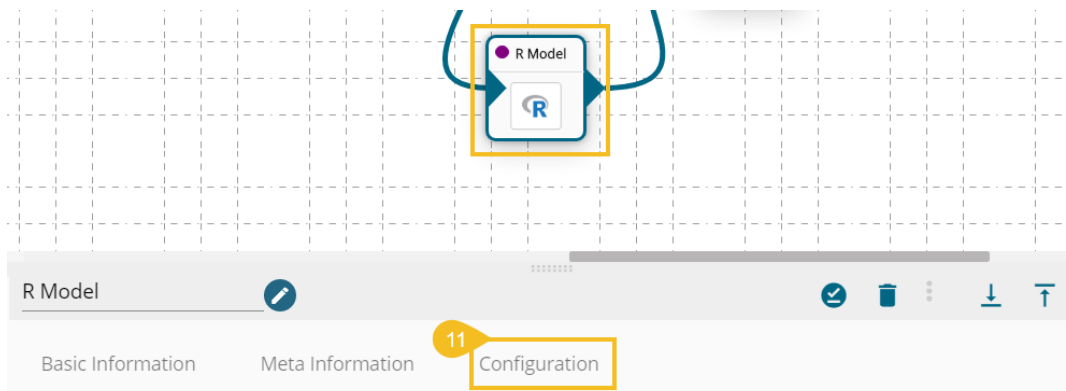 R Model
R
R Model
11
Basic Information Meta Information Configuration